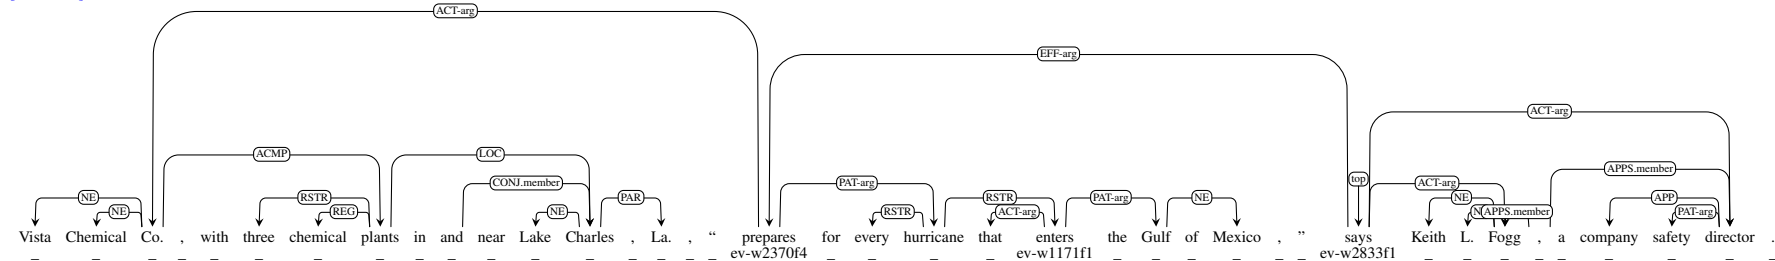 ACT-arg
EFF-arg
ACT-arg
ACMP LOC APPS.member
CONJ.member PAT-arg top ACT-arg
NE RSTR PAR RSTR PAT-arg NE NE APP
NE REG NE RSTR ACT-arg APPS.member PAT-arg
Vista Chemical Co. , with three chemical plants in and near Lake Charles , La. , “ prepares for every hurricane that enters the Gulf of Mexico , ” says Keith L. Fogg , a company safety director .
ev-w2370f4 ev-w1171f1 ev-w2833f1